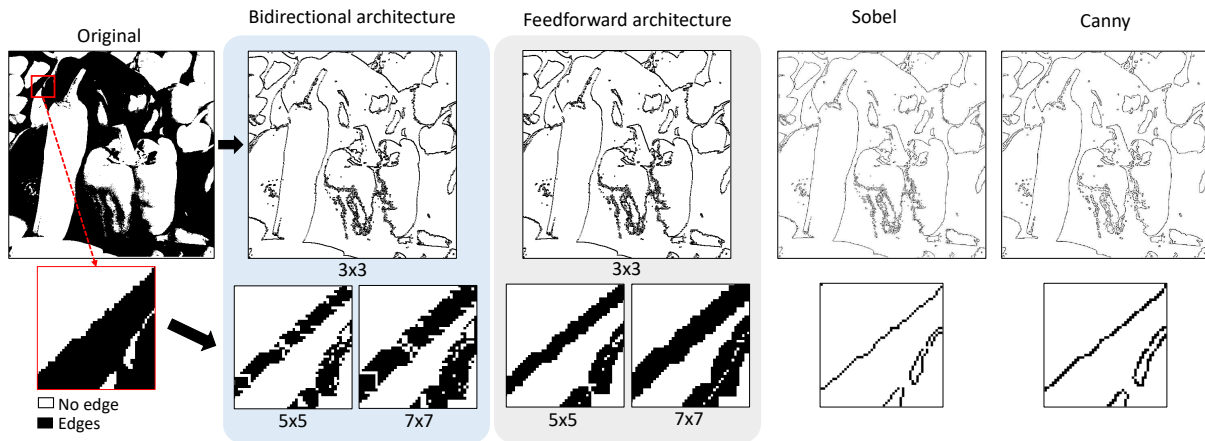 Original
Bidirectional architecture
Feedforward architecture
Sobel
Canny
3x3
3x3
No edge
Edges
5x5
7x7
5x5
7x7